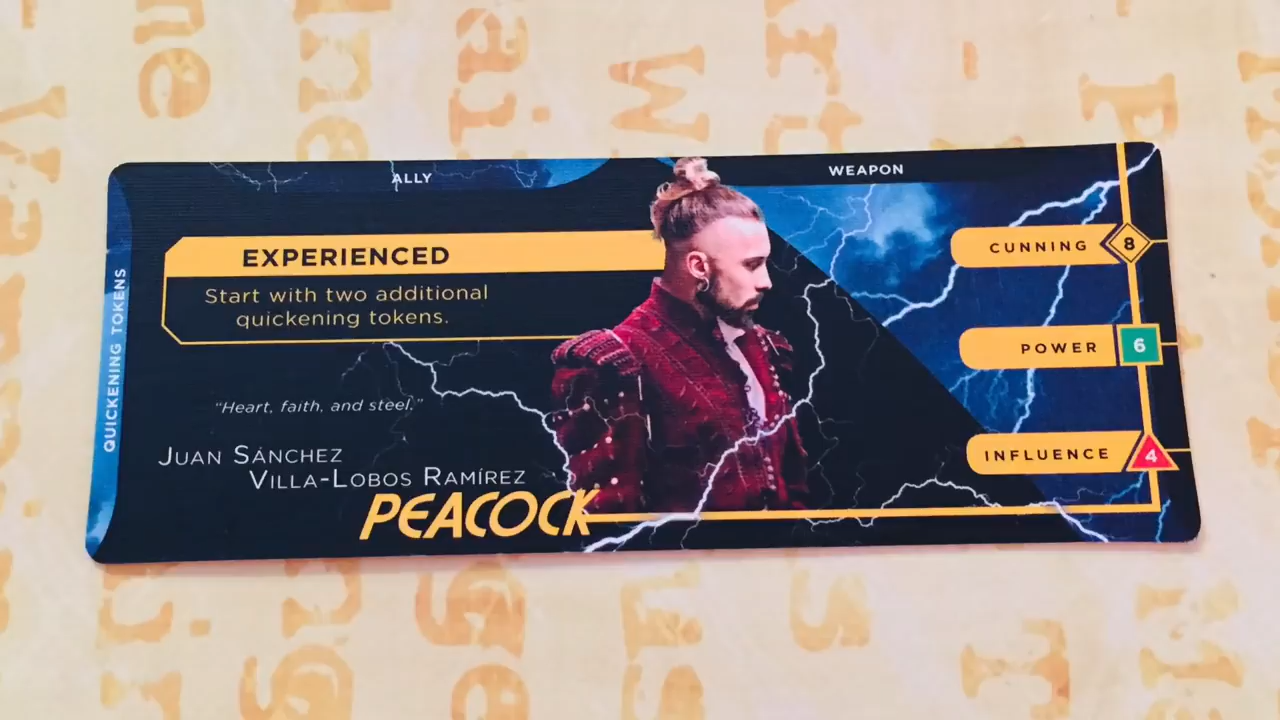 ALLY
WEAPON
QUICKENING TOKENS
EXPERIENCED
Start with two additional
quickening tokens.
CUNNING 8
POWER 6
INFLUENCE 4
"Heart, faith, and steel."
JUAN SÁNCHEZ
VILLA-LOBOS RAMÍREZ
PEACOCK